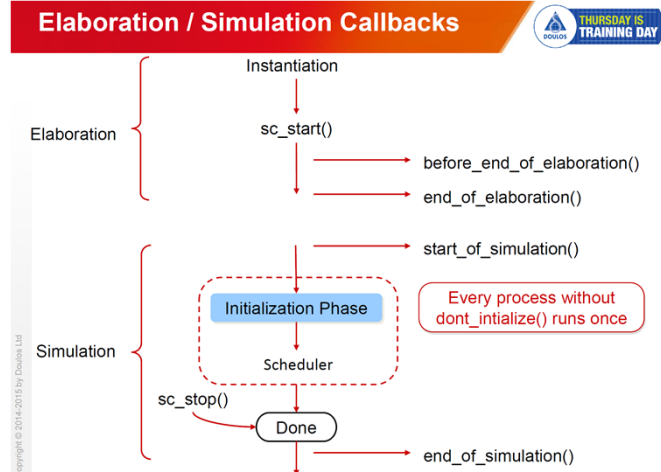 Elaboration / Simulation Callbacks
DOULOS
THURSDAY IS
TRAINING DAY
Instantiation
Elaboration
sc_start()
before_end_of_elaboration()
end_of_elaboration()
start_of_simulation()
Initialization Phase
Every process without
dont_intialize() runs once
Simulation
Scheduler
sc_stop()
Done
end_of_simulation()
opyright © 2014-2015 by Doulos Ltd